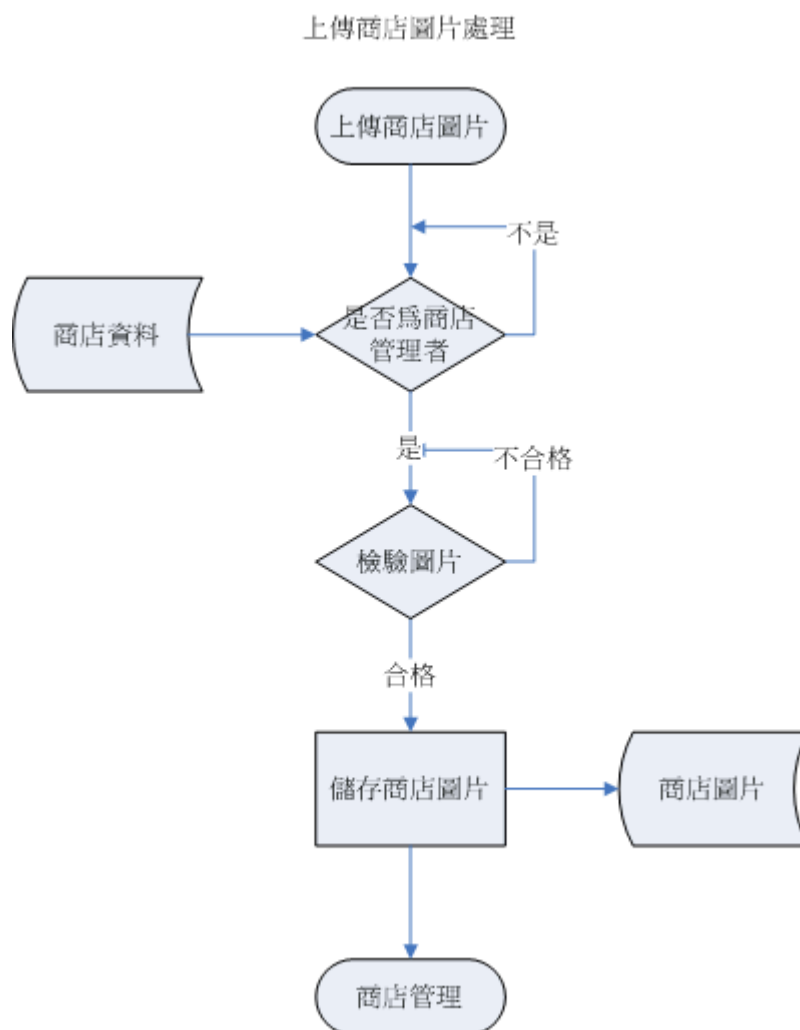 上傳商店圖片處理
上傳商店圖片
不是
商店資料
是否爲商店
管理者
是
不合格
檢驗圖片
合格
儲存商店圖片
商店圖片
商店管理